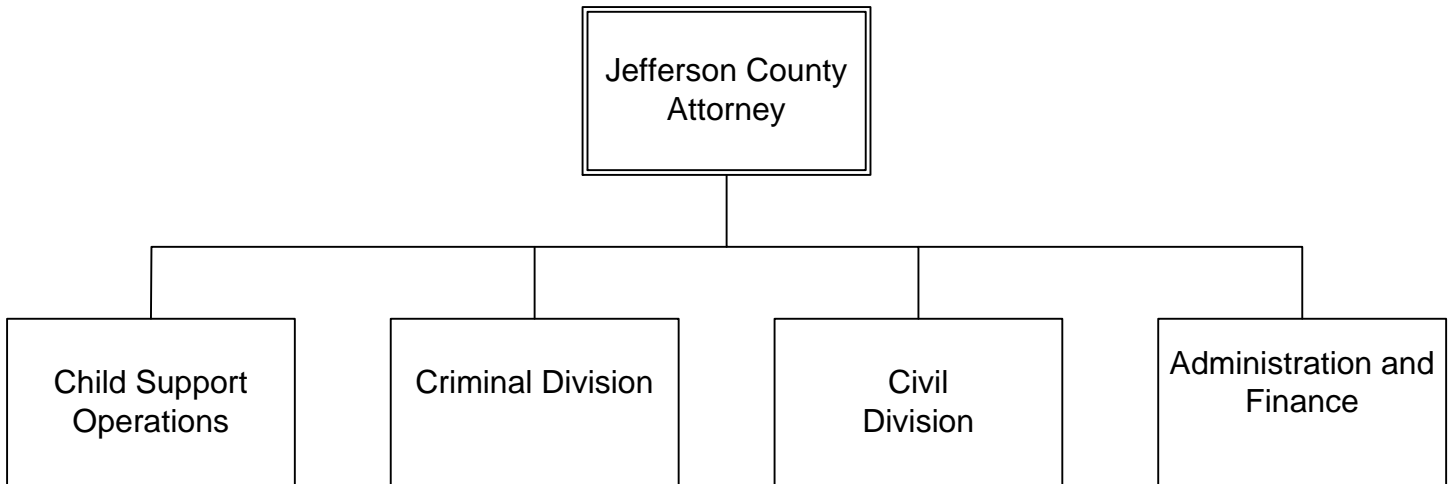 Jefferson County
Attorney
Child Support
Operations
Criminal Division
Civil
Division
Administration and
Finance